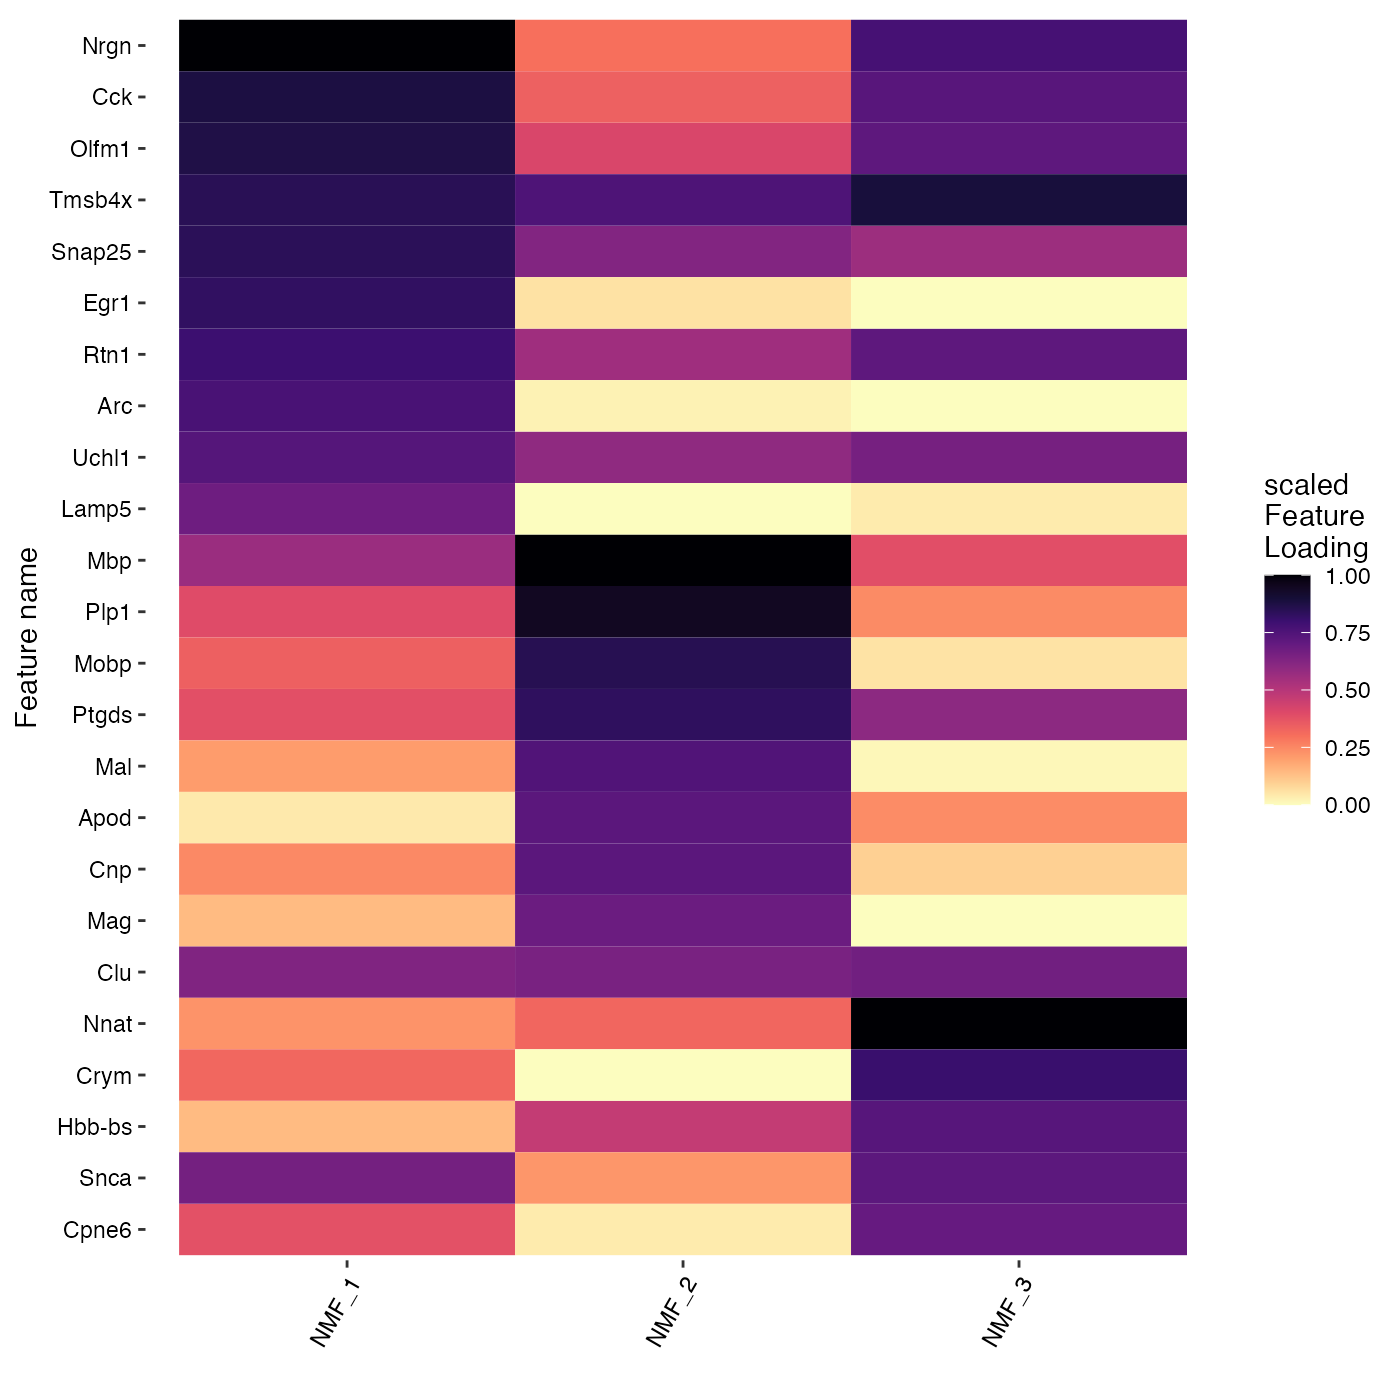 Nrgn
Cck
Olfm1
Tmsb4x
Snap25
Egr1
Rtn1
Arc
Uchl1
Lamp5
Mbp
Plp1
Mobp
Ptgds
Mal
Apod
Cnp
Mag
Clu
Nnat
Crym
Hbb-bs
Snca
Cpne6
Feature name
NMF_1
NMF_2
NMF_3
scaled
Feature
Loading
1.00
0.75
0.50
0.25
0.00